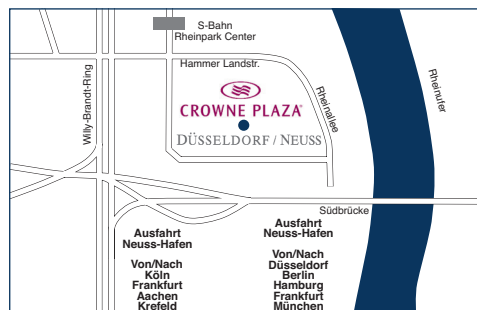 S-Bahn
Rheinpark Center
Hammer Landstr.
Willy-Brandt-Ring
Rheinallee
Rheinufer
CROWNE PLAZA
DÜSSELDORF / NEUSS
Südbrücke
Ausfahrt
Neuss-Hafen
Von/Nach
Köln
Frankfurt
Aachen
Krefeld
Ausfahrt
Neuss-Hafen
Von/Nach
Düsseldorf
Berlin
Hamburg
Frankfurt
München